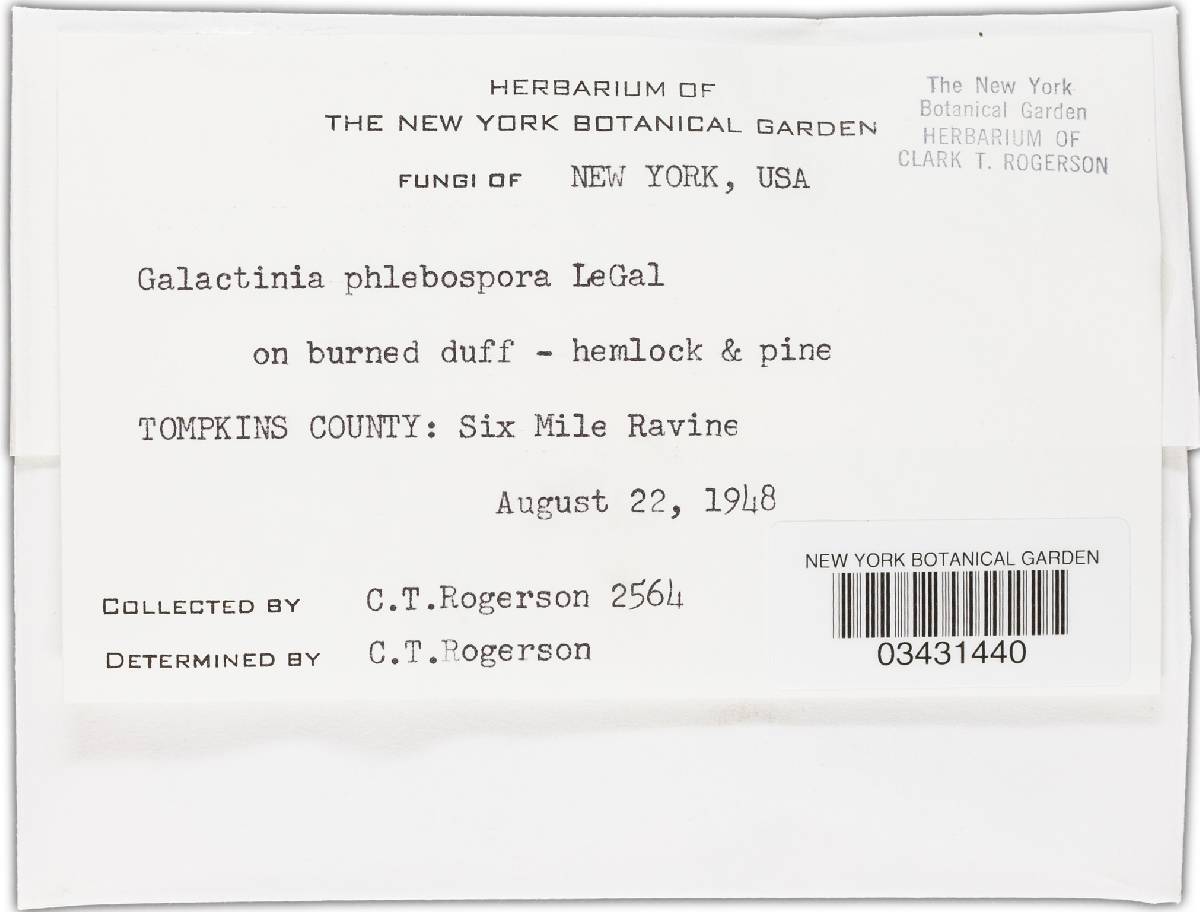 HERBARIUM OF
THE NEW YORK BOTANICAL GARDEN
FUNGI OF NEW YORK, USA
The New York
Botanical Garden
HERBARIUM OF
CLARK T. ROGERSON
Galactinia phlebospora LeGal
on burned duff - hemlock & pine
TOMPKINS COUNTY: Six Mile Ravine
August 22, 1948
COLLECTED BY C.T.Rogerson 2564
DETERMINED BY C.T.Rogerson
NEW YORK BOTANICAL GARDEN
03431440